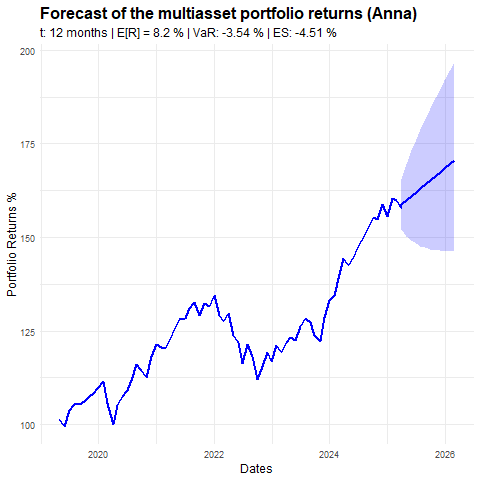 Forecast of the multiasset portfolio returns (Anna)
t: 12 months | E[R] = 8.2 % | VaR: -3.54 % | ES: -4.51 %
Portfolio Returns %
200
175
150
125
100
2020 2022 2024 2026
Dates